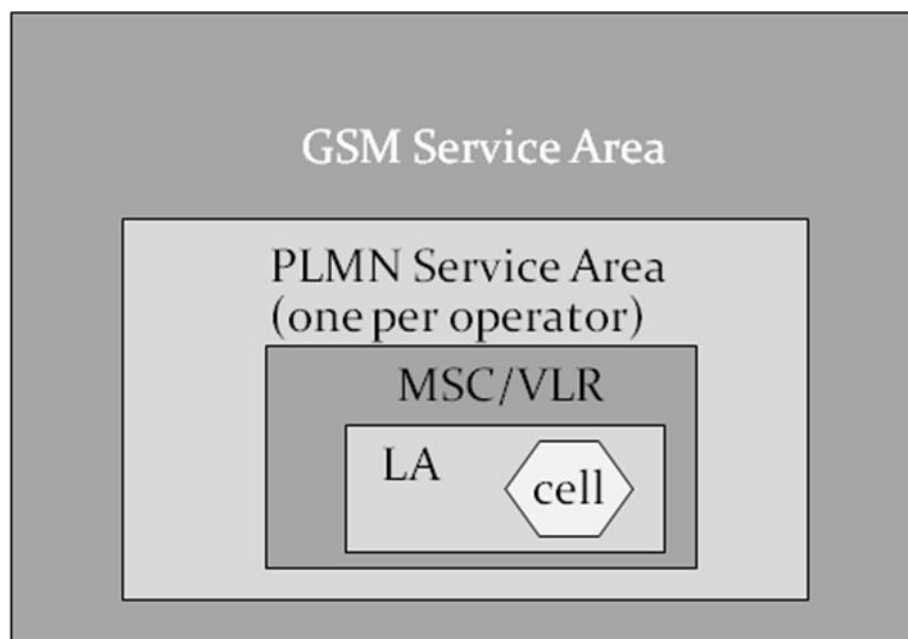 GSM Service Area
PLMN Service Area
(one per operator)
MSC/VLR
LA
cell